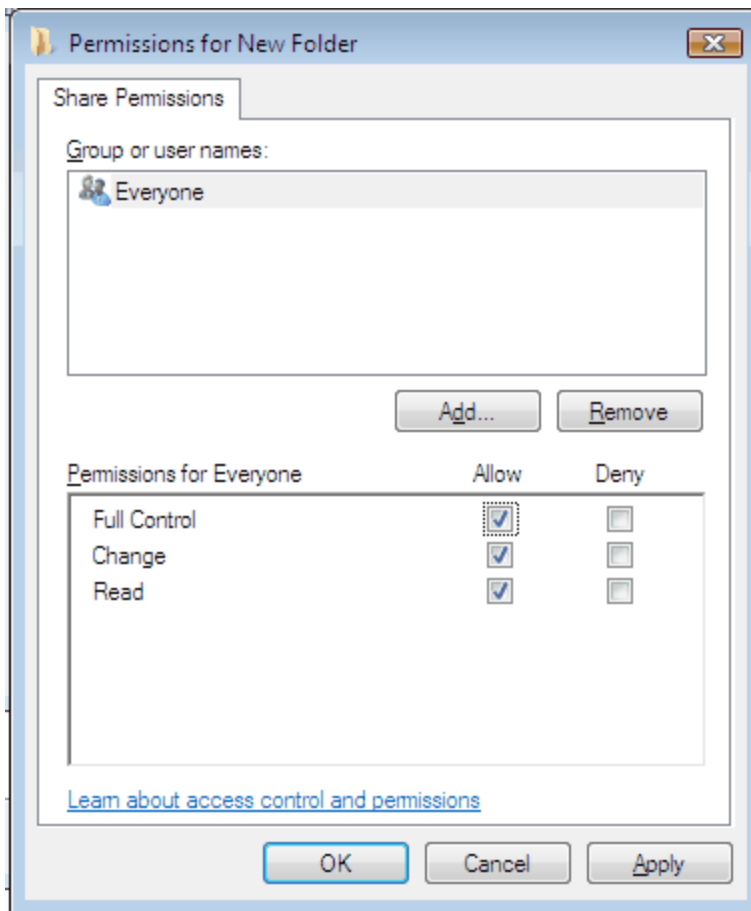 Permissions for New Folder
Share Permissions
Group or user names:
Everyone
Add... Remove
Permissions for Everyone Allow Deny
Full Control
Change
Read
Learn about access control and permissions
OK Cancel Apply